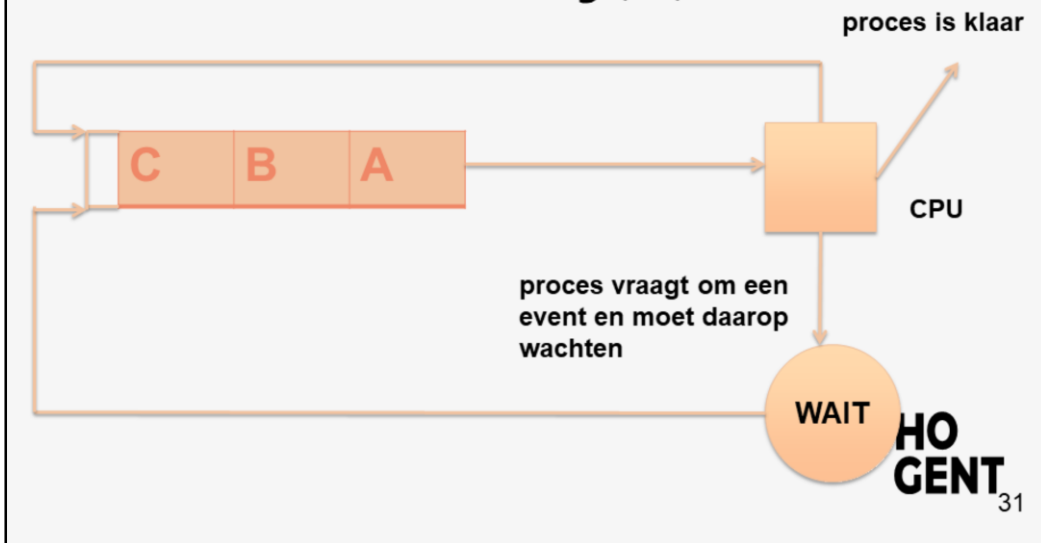 proces is klaar
C B A
CPU
proces vraagt om een
event en moet daarop
wachten
WAIT
HO
GENT
31